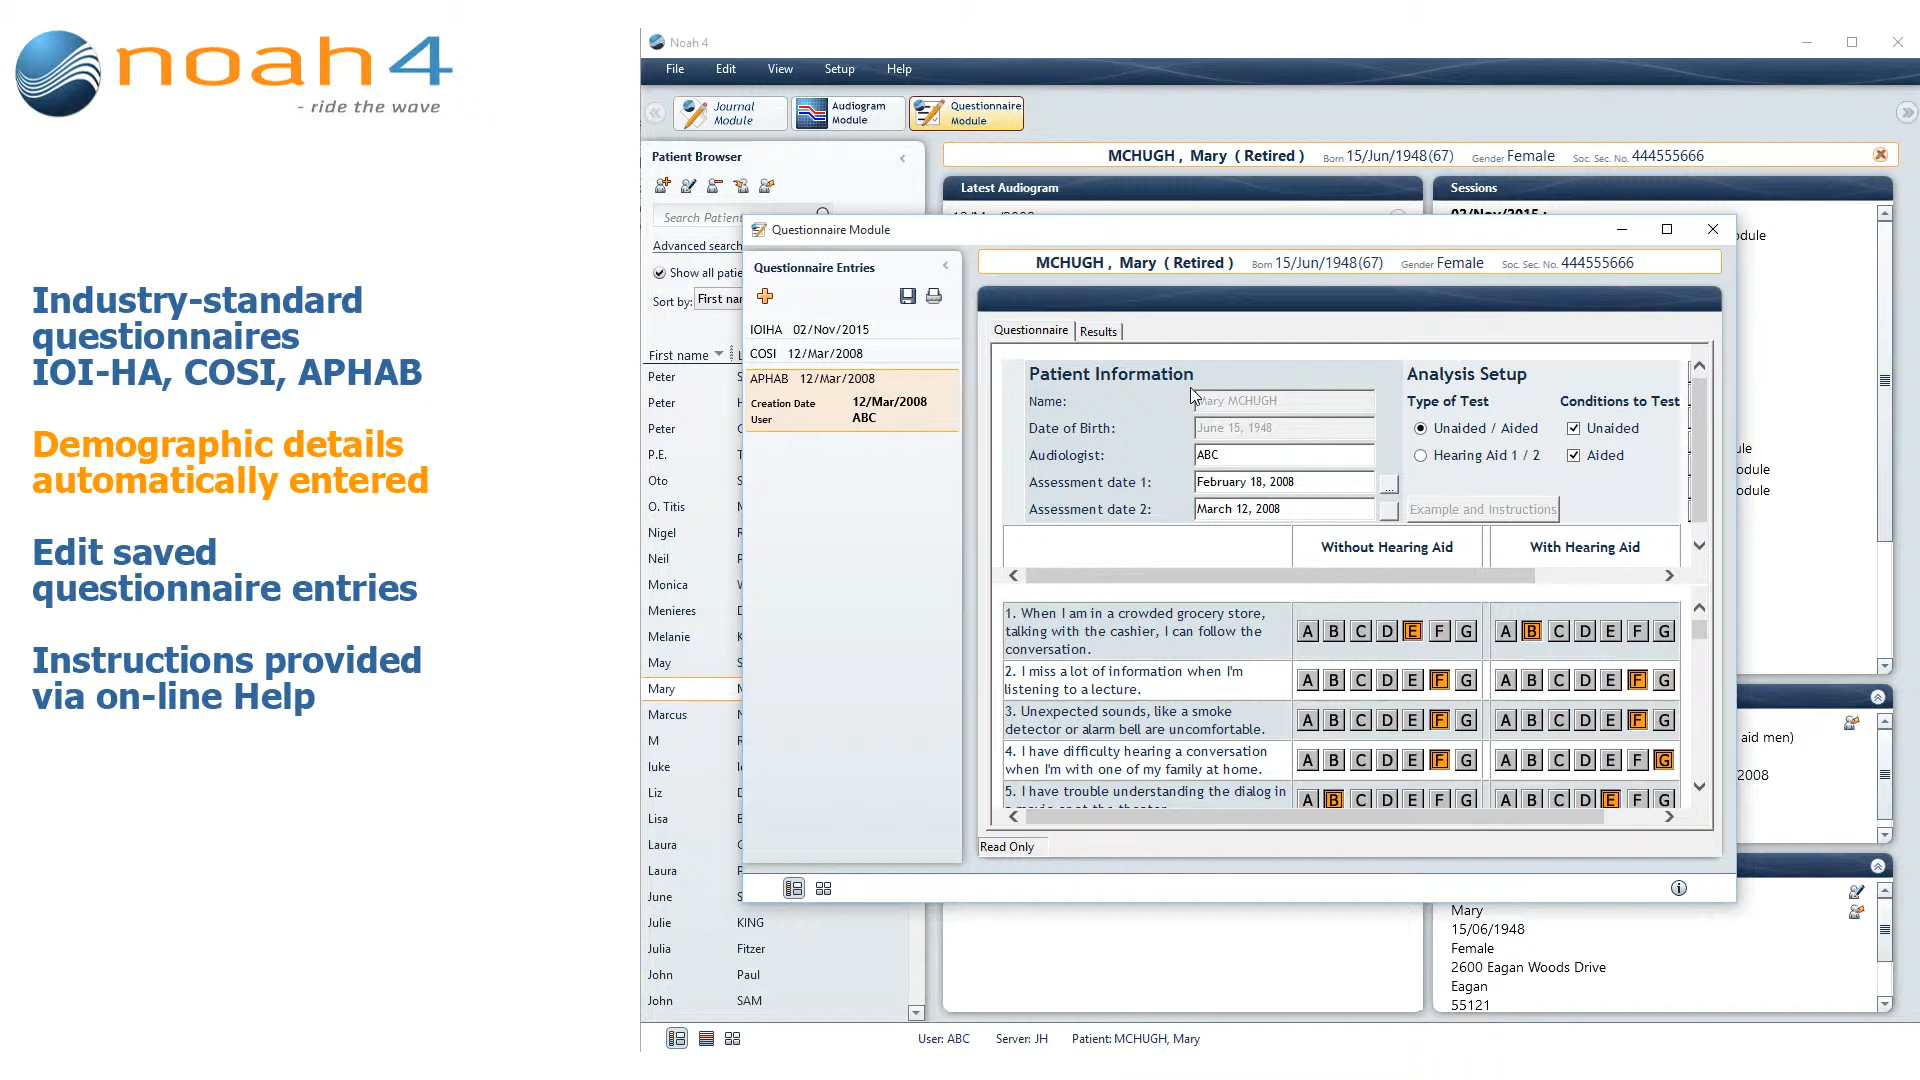 noah 4
- ride the wave
Industry-standard
questionnaires
IOI-HA, COSI, APHAB
Demographic details
automatically entered
Edit saved
questionnaire entries
Instructions provided
via on-line Help
Noah 4
File Edit View Setup Help
Journal Module
Audiogram Module
Questionnaire Module
Patient Browser
MCHUGH , Mary ( Retired ) Born 15/Jun/1948(67) Gender Female Soc. Sec. No. 444555666
Latest Audiogram
Sessions
Search Patien
02/Nov/2015 :
Advanced search
dule
Show all patie
Sort by: First nar
First name
Peter S
Peter H
Peter C
P.E. T
Oto S
O. Titis
Nigel R
Neil P
Monica W
Menieres D
Melanie K
May J
Mary M
Marcus N
M R
luke le
Liz D
Lisa B
Laura C
Laura P
June S
Julie KING
Julia Fitzer
John Paul
John SAM
Questionnaire Module
Questionnaire Entries
IOIHA 02/Nov/2015
COSI 12/Mar/2008
APHAB 12/Mar/2008
Creation Date 12/Mar/2008
User ABC
MCHUGH , Mary ( Retired ) Born 15/Jun/1948(67) Gender Female Soc. Sec. No. 444555666
Questionnaire Results
Patient Information
Name: Mary MCHUGH
Date of Birth: June 15, 1948
Audiologist: ABC
Assessment date 1: February 18, 2008 ...
Assessment date 2: March 12, 2008
Analysis Setup
Type of Test Conditions to Test
Unaided / Aided Unaided
Hearing Aid 1 / 2 Aided
Example and Instructions
Without Hearing Aid With Hearing Aid
1. When I am in a crowded grocery store,
talking with the cashier, I can follow the
conversation.
A B C D E F G A B C D E F G
2. I miss a lot of information when I'm
listening to a lecture.
A B C D E F G A B C D E F G
3. Unexpected sounds, like a smoke
detector or alarm bell are uncomfortable.
A B C D E F G A B C D E F G
4. I have difficulty hearing a conversation
when I'm with one of my family at home.
A B C D E F G A B C D E F G
5. I have trouble understanding the dialog in
A B C D E F G A B C D E F G
Read Only
ule
odule
odule
aid men)
2008
Mary
15/06/1948
Female
2600 Eagan Woods Drive
Eagan
55121
User: ABC Server: JH Patient: MCHUGH, Mary